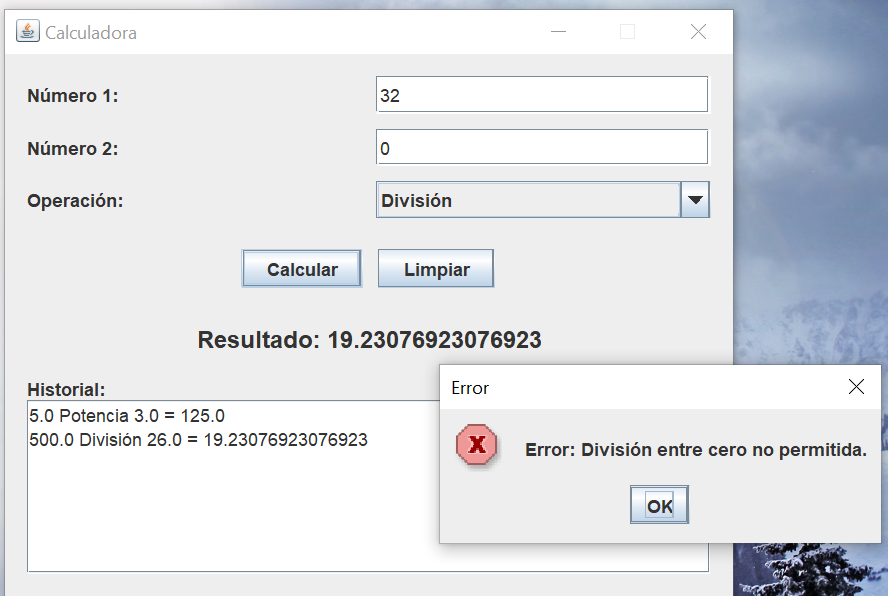 Calculadora
Número 1:
32
Número 2:
0
Operación:
División
Calcular
Limpiar
Resultado: 19.23076923076923
Historial:
5.0 Potencia 3.0 = 125.0
500.0 División 26.0 = 19.23076923076923
Error
Error: División entre cero no permitida.
OK